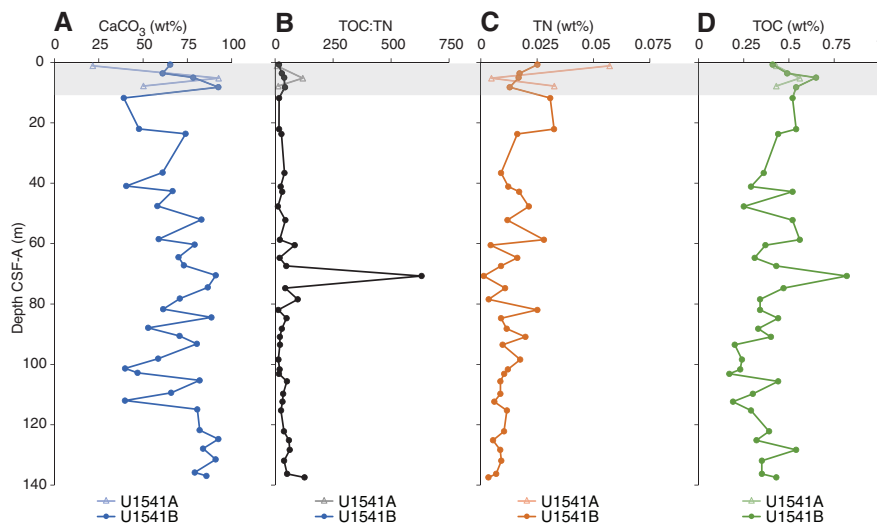 A
CaCO3 (wt%)
B
TOC:TN
C
TN (wt%)
D
TOC (wt%)
0 25 50 75 100
0 250 500 750
0 0.025 0.05 0.075
0 0.25 0.5 0.75
Depth CSF-A (m)
0
20
40
60
80
100
120
140
U1541A
U1541B
U1541A
U1541B
U1541A
U1541B
U1541A
U1541B